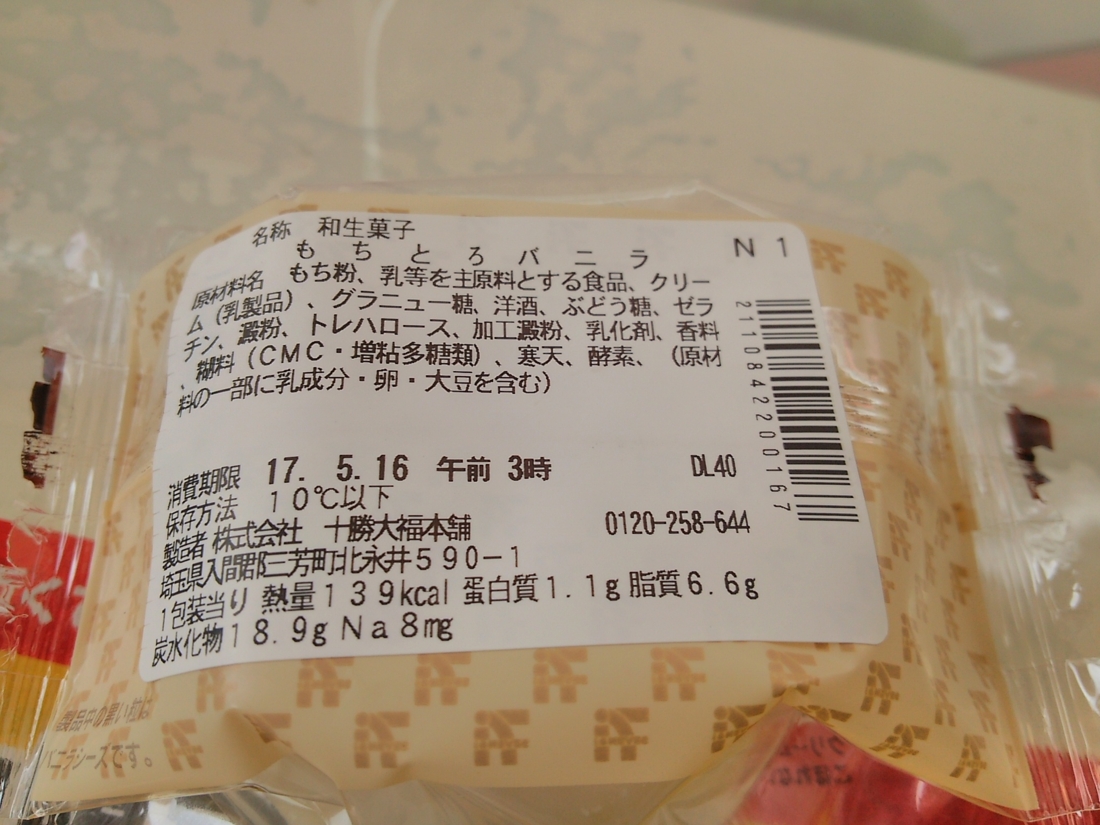 名称 和生菓子
もちとろバニラ N1
原材料名 もち粉、乳等を主原料とする食品、クリー
ム（乳製品）、グラニュー糖、洋酒、ぶどう糖、ゼラ
チン、澱粉、トレハロース、加工澱粉、乳化剤、香料
、糊料（CMC・増粘多糖類）、寒天、酵素、（原材
料の一部に乳成分・卵・大豆を含む）
2110842200167
消費期限 17. 5.16 午前 3時 DL40
保存方法 10℃以下
製造者 株式会社 十勝大福本舗 0120-258-644
埼玉県入間郡三芳町北永井590-1
1包装当り 熱量139kcal 蛋白質1.1g 脂質6.6g
炭水化物18.9g Na8mg
製品中の黒い粒は
バニラシーズです。